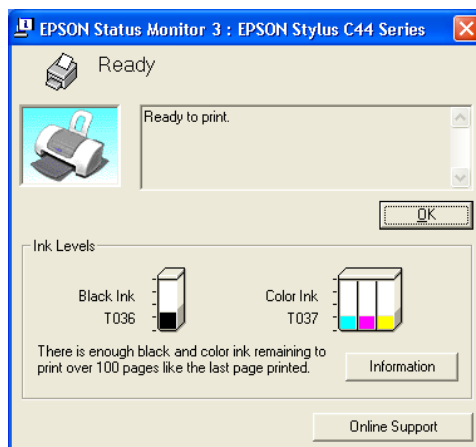 EPSON Status Monitor 3 : EPSON Stylus C44 Series
Ready
Ready to print.
OK
Ink Levels
Black Ink
T036
Color Ink
T037
There is enough black and color ink remaining to
print over 100 pages like the last page printed.
Information
Online Support